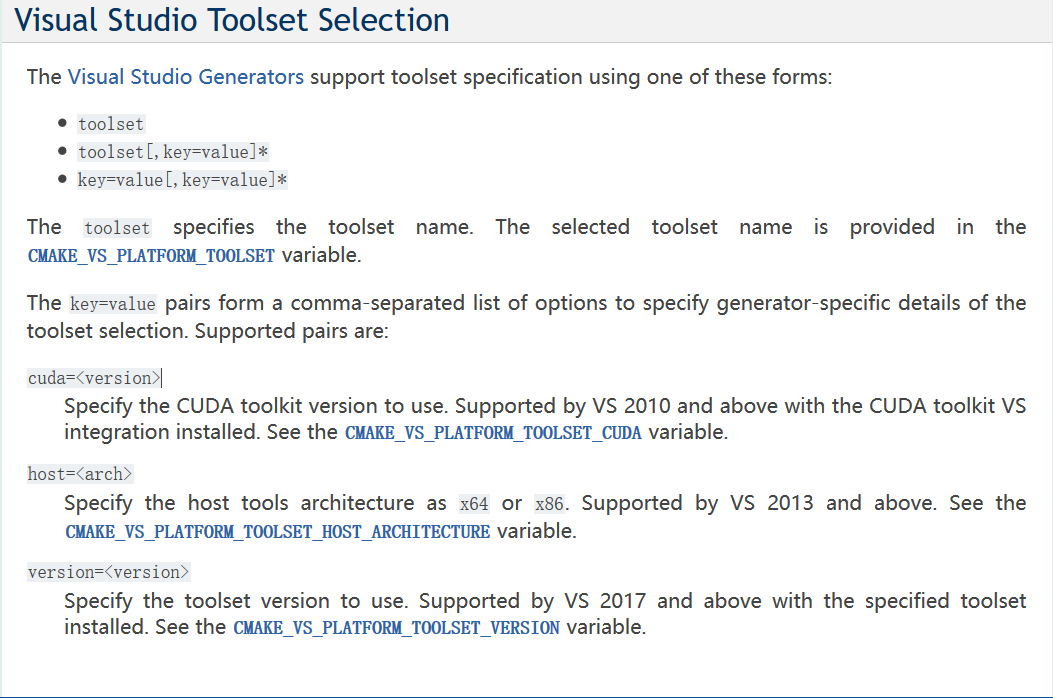 Visual Studio Toolset Selection
The Visual Studio Generators support toolset specification using one of these forms:
• toolset
• toolset[,key=value]*
• key=value[,key=value]*
The toolset specifies the toolset name. The selected toolset name is provided in the
CMAKE_VS_PLATFORM_TOOLSET variable.
The key=value pairs form a comma-separated list of options to specify generator-specific details of the
toolset selection. Supported pairs are:
cuda=<version>
Specify the CUDA toolkit version to use. Supported by VS 2010 and above with the CUDA toolkit VS
integration installed. See the CMAKE_VS_PLATFORM_TOOLSET_CUDA variable.
host=<arch>
Specify the host tools architecture as x64 or x86. Supported by VS 2013 and above. See the
CMAKE_VS_PLATFORM_TOOLSET_HOST_ARCHITECTURE variable.
version=<version>
Specify the toolset version to use. Supported by VS 2017 and above with the specified toolset
installed. See the CMAKE_VS_PLATFORM_TOOLSET_VERSION variable.